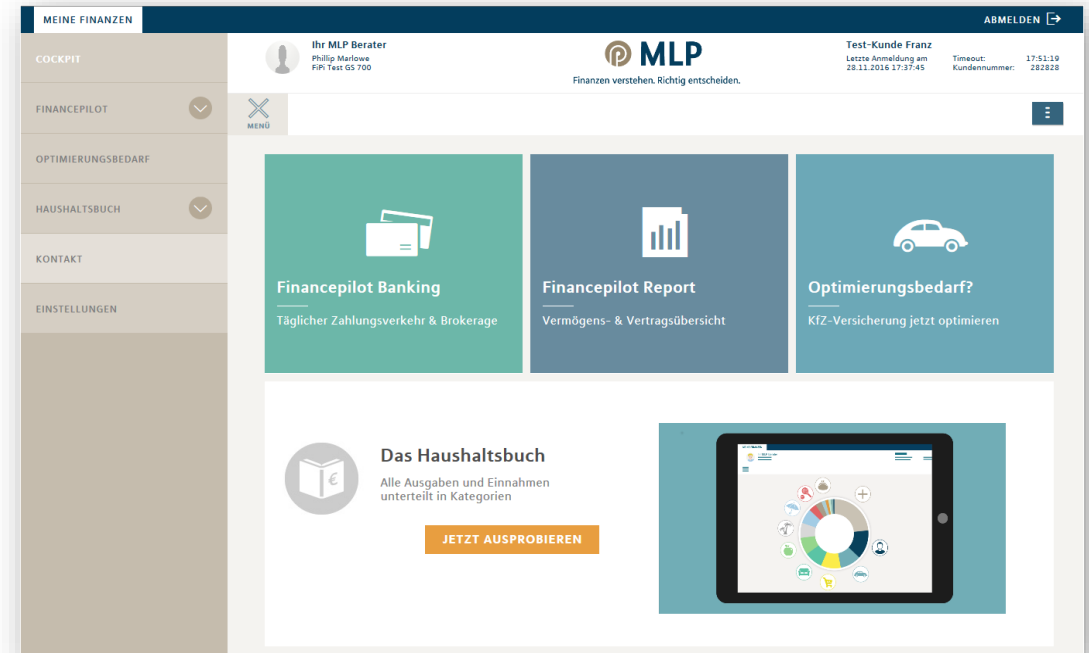 MEINE FINANZEN
ABMELDEN
COCKPIT
FINANCEPILOT
OPTIMIERUNGSBEDARF
HAUSHALTSBUCH
KONTAKT
EINSTELLUNGEN
Ihr MLP Berater
Phillip Marlowe
FiPi Test GS 700
MLP
Finanzen verstehen. Richtig entscheiden.
Test-Kunde Franz
Letzte Anmeldung am
28.11.2016 17:37:45
Timeout: 17:51:19
Kundennummer: 282828
MENÜ
Financepilot Banking
Täglicher Zahlungsverkehr & Brokerage
Financepilot Report
Vermögens- & Vertragsübersicht
Optimierungsbedarf?
KfZ-Versicherung jetzt optimieren
€
Das Haushaltsbuch
Alle Ausgaben und Einnahmen
unterteilt in Kategorien
JETZT AUSPROBIEREN